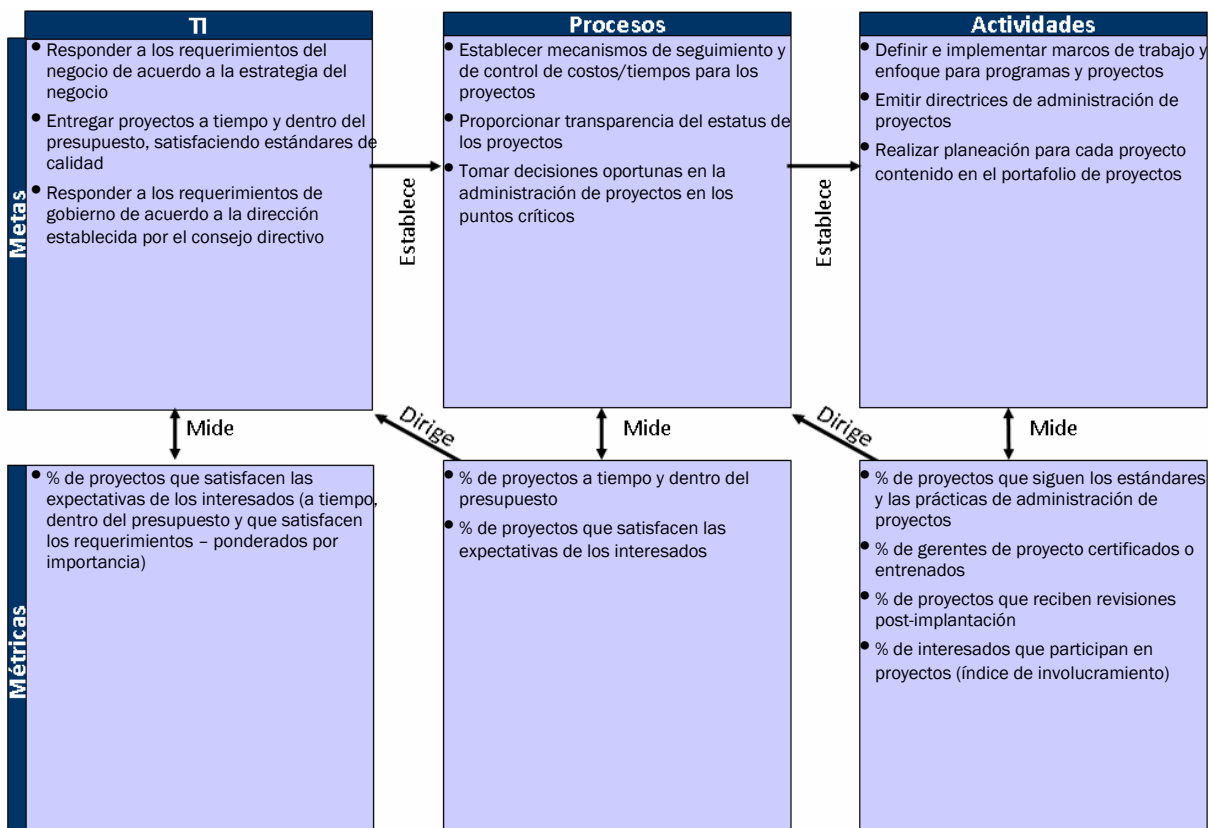 TI
Procesos
Actividades
Metas
● Responder a los requerimientos del
negocio de acuerdo a la estrategia del
negocio
● Entregar proyectos a tiempo y dentro del
presupuesto, satisfaciendo estándares de
calidad
● Responder a los requerimientos de
gobierno de acuerdo a la dirección
establecida por el consejo directivo
Establece
● Establecer mecanismos de seguimiento y
de control de costos/tiempos para los
proyectos
● Proporcionar transparencia del estatus de
los proyectos
● Tomar decisiones oportunas en la
administración de proyectos en los
puntos críticos
Establece
● Definir e implementar marcos de trabajo y
enfoque para programas y proyectos
● Emitir directrices de administración de
proyectos
● Realizar planeación para cada proyecto
contenido en el portafolio de proyectos
Mide
Dirige
Mide
Dirige
Mide
Métricas
● % de proyectos que satisfacen las
expectativas de los interesados (a tiempo,
dentro del presupuesto y que satisfacen
los requerimientos – ponderados por
importancia)
● % de proyectos a tiempo y dentro del
presupuesto
● % de proyectos que satisfacen las
expectativas de los interesados
● % de proyectos que siguen los estándares
y las prácticas de administración de
proyectos
● % de gerentes de proyecto certificados o
entrenados
● % de proyectos que reciben revisiones
post-implantación
● % de interesados que participan en
proyectos (índice de involucramiento)